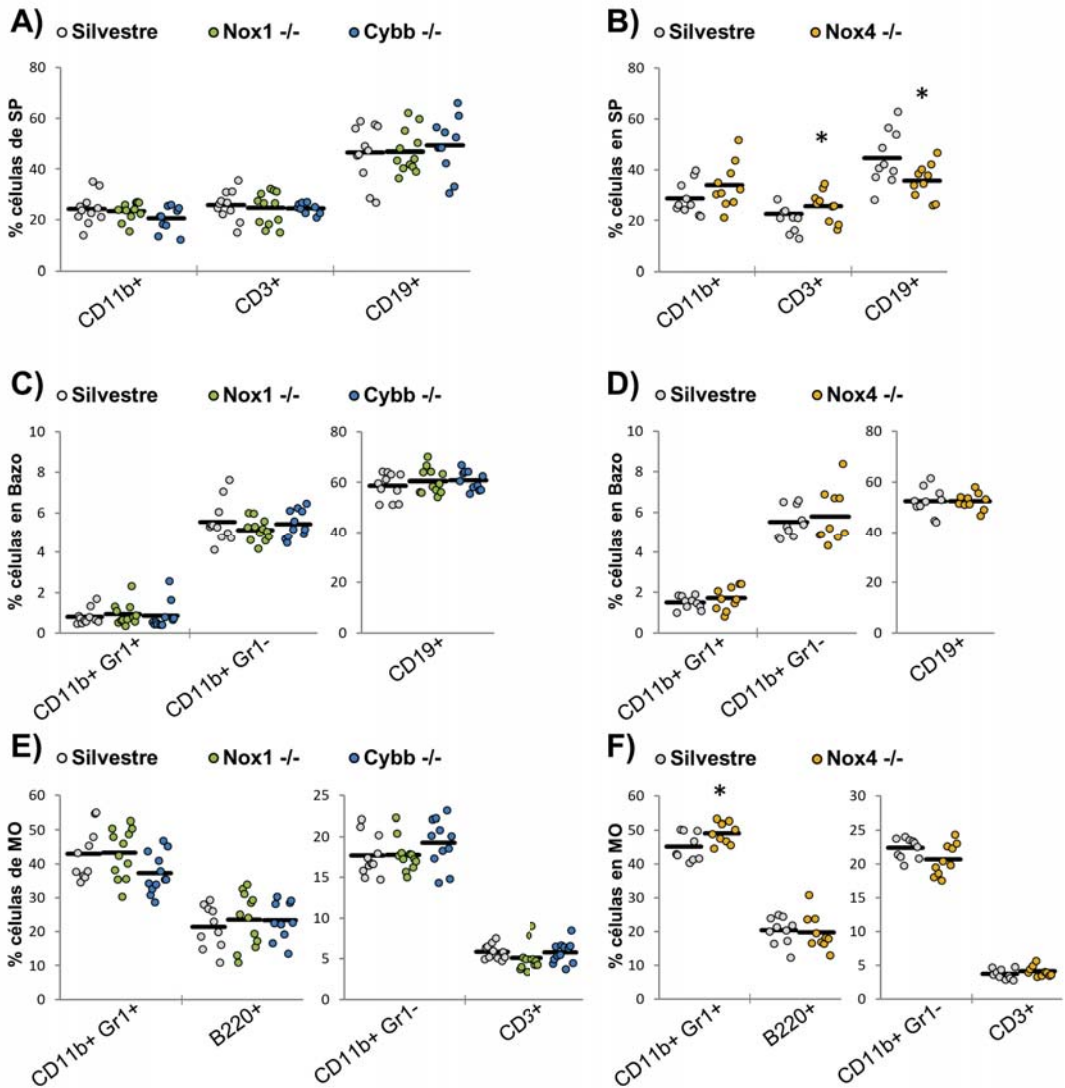 A)
Silvestre Nox1 -/- Cybb -/-
% células de SP
80
60
40
20
0
CD11b+ CD3+ CD19+
B)
Silvestre Nox4 -/-
% células en SP
80
60
40
20
0
* *
CD11b+ CD3+ CD19+
C)
Silvestre Nox1 -/- Cybb -/-
% células en Bazo
10
8
6
4
2
0
CD11b+ Gr1+ CD11b+ Gr1-
80
60
40
20
0
CD19+
D)
Silvestre Nox4 -/-
% células en Bazo
10
8
6
4
2
0
CD11b+ Gr1+ CD11b+ Gr1-
80
60
40
20
0
CD19+
E)
Silvestre Nox1 -/- Cybb -/-
% células de MO
60
50
40
30
20
10
0
CD11b+ Gr1+ B220+
25
20
15
10
5
0
CD11b+ Gr1- CD3+
F)
Silvestre Nox4 -/-
% células en MO
60
50
40
30
20
10
0
*
CD11b+ Gr1+ B220+
30
25
20
15
10
5
0
CD11b+ Gr1- CD3+